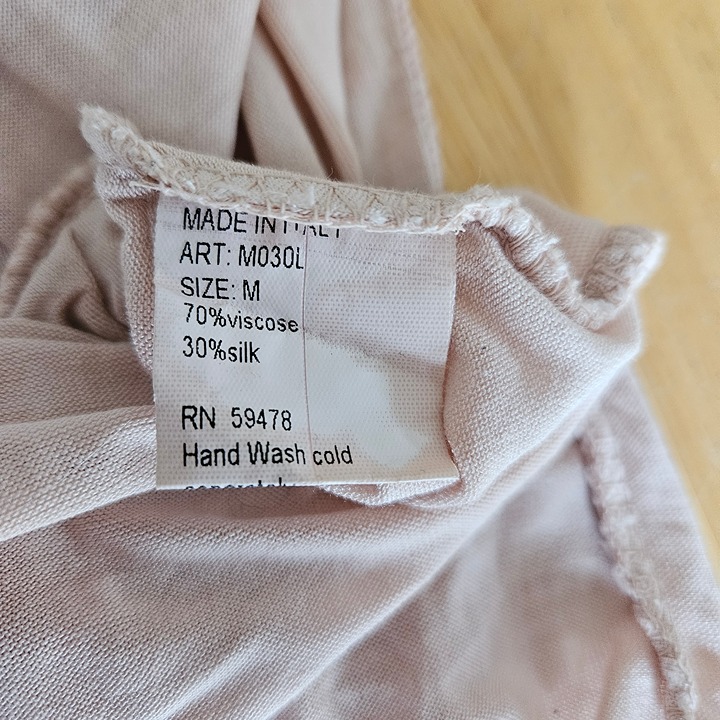 MADE IN ITALY
ART: M030L
SIZE: M
70%viscose
30%silk
RN 59478
Hand Wash cold